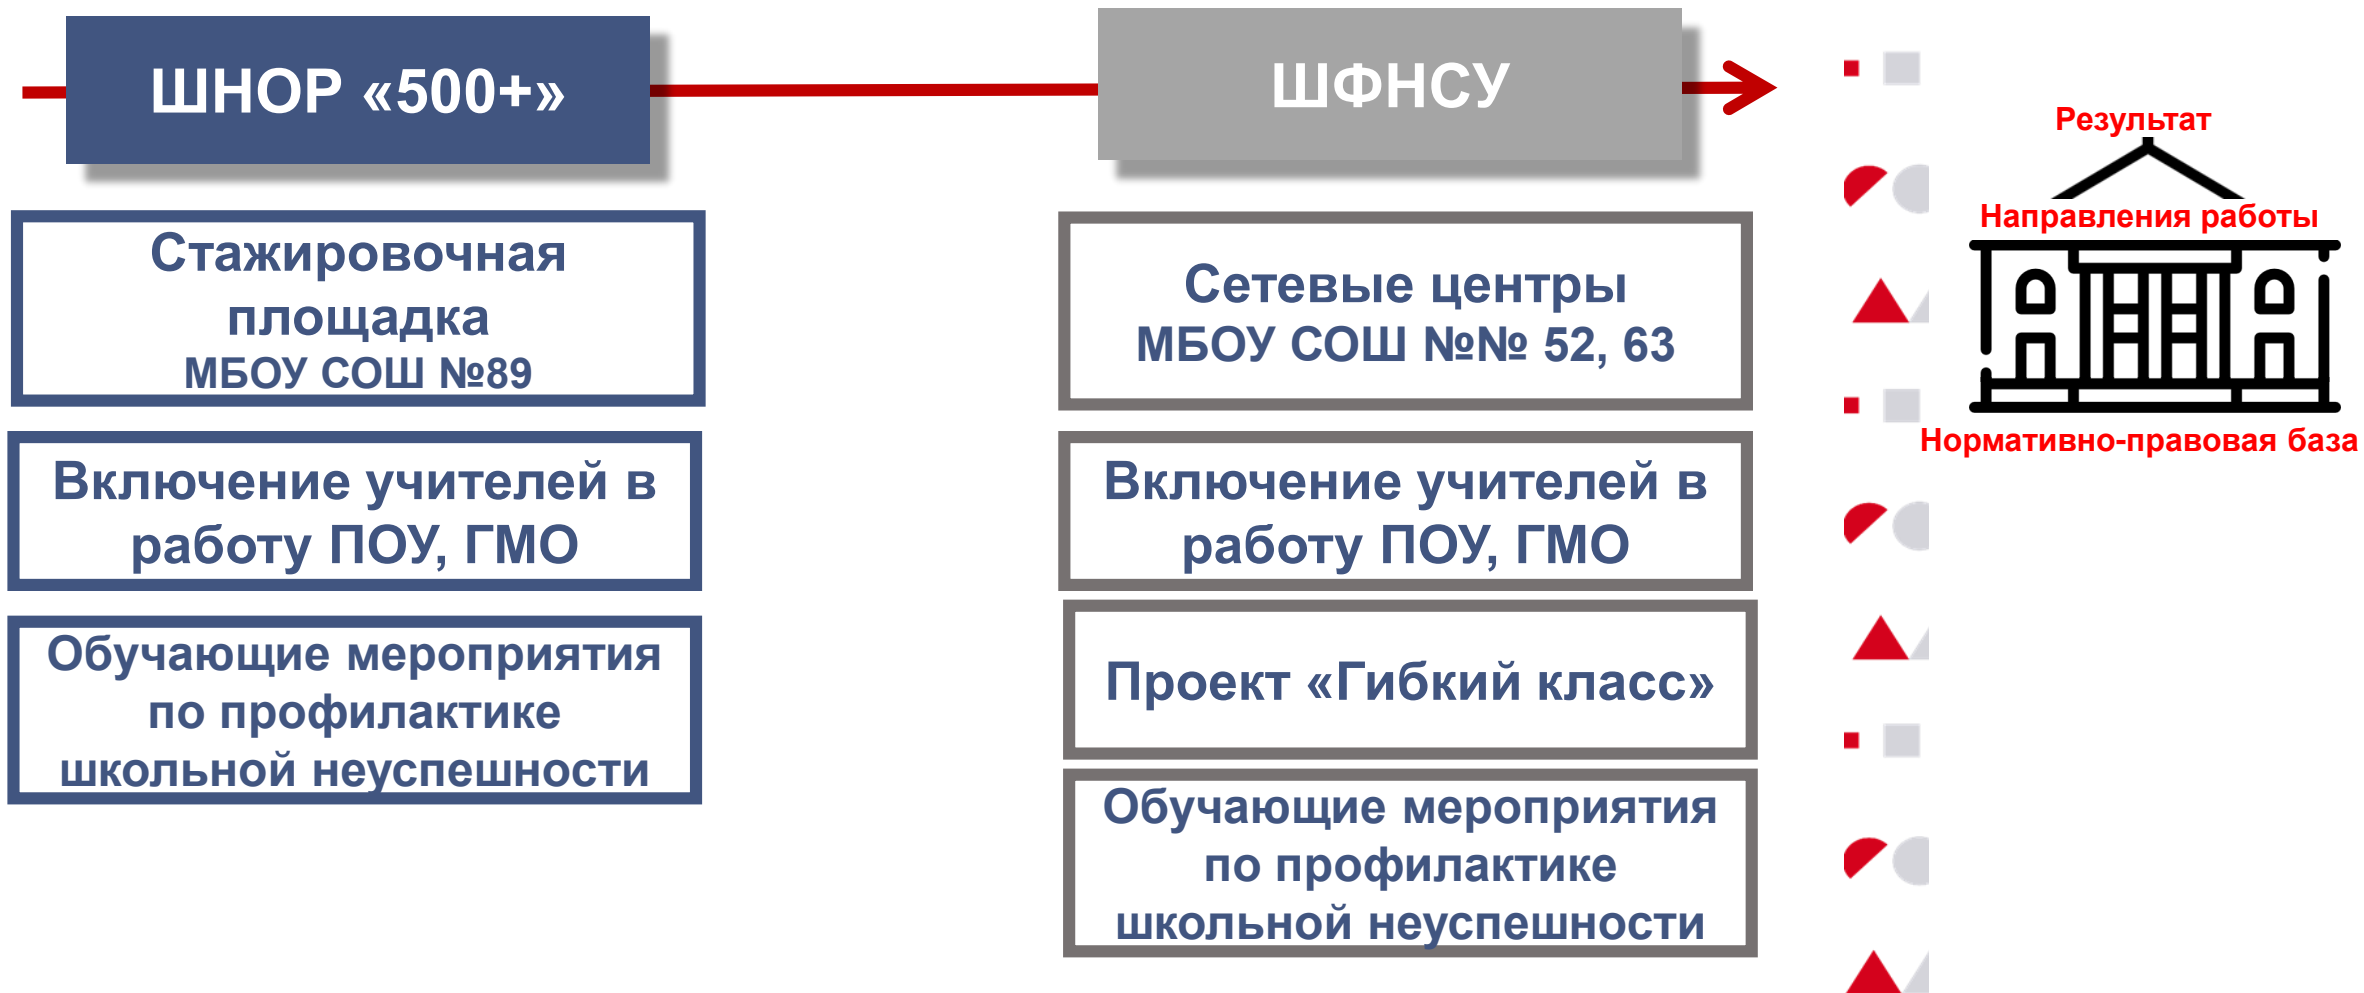 ШНОР «500+»
Стажировочная
площадка
МБОУ СОШ №89
Включение учителей в
работу ПОУ, ГМО
Обучающие мероприятия
по профилактике
школьной неуспешности
ШФНСУ
Сетевые центры
МБОУ СОШ №№ 52, 63
Включение учителей в
работу ПОУ, ГМО
Проект «Гибкий класс»
Обучающие мероприятия
по профилактике
школьной неуспешности
Результат
Направления работы
Нормативно-правовая база